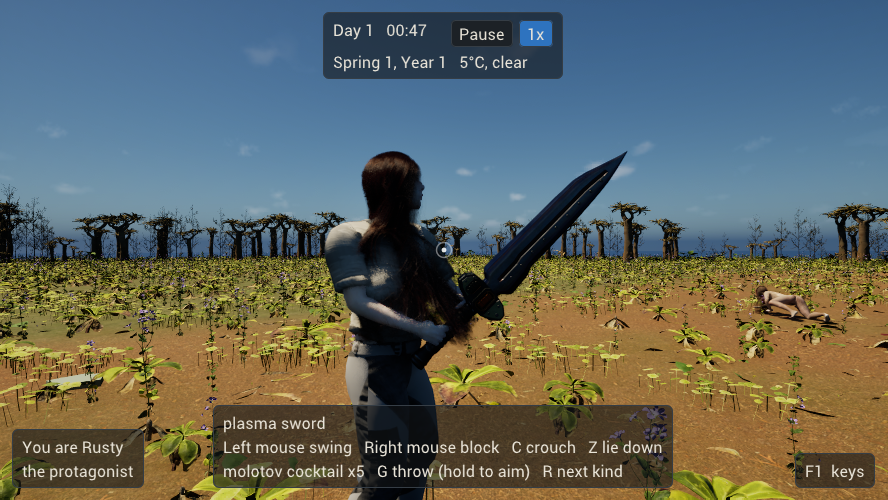 Day 1 00:47 Pause 1x
Spring 1, Year 1 5°C, clear
plasma sword
Left mouse swing Right mouse block C crouch Z lie down
molotov cocktail x5 G throw (hold to aim) R next kind
You are Rusty
the protagonist
F1 keys